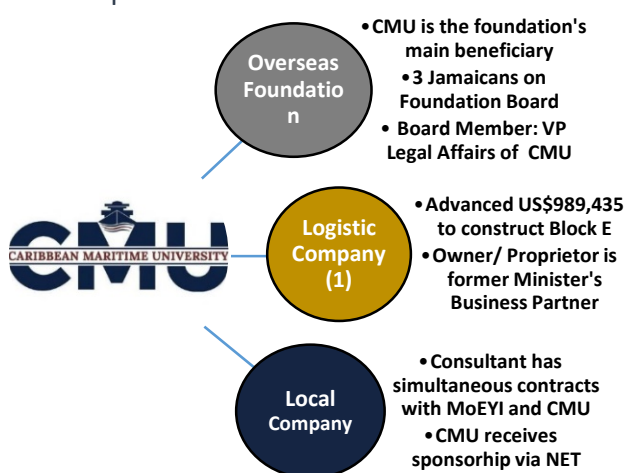 Overseas
Foundatio
n
•CMU is the foundation's
main beneficiary
•3 Jamaicans on
Foundation Board
• Board Member: VP
Legal Affairs of CMU
CMU
CARIBBEAN MARITIME UNIVERSITY
Logistic
Company
(1)
•Advanced US$989,435
to construct Block E
•Owner/ Proprietor is
former Minister's
Business Partner
Local
Company
•Consultant has
simultaneous contracts
with MoEYI and CMU
•CMU receives
sponsorhip via NET